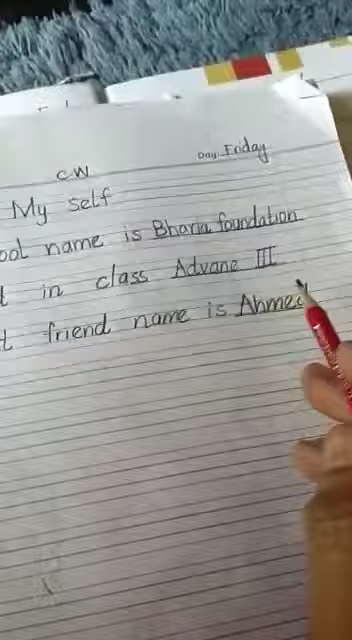 Day: Friday
CW
My self
ool name is Bharia foundation
in class Advane III
friend name is Ahmed